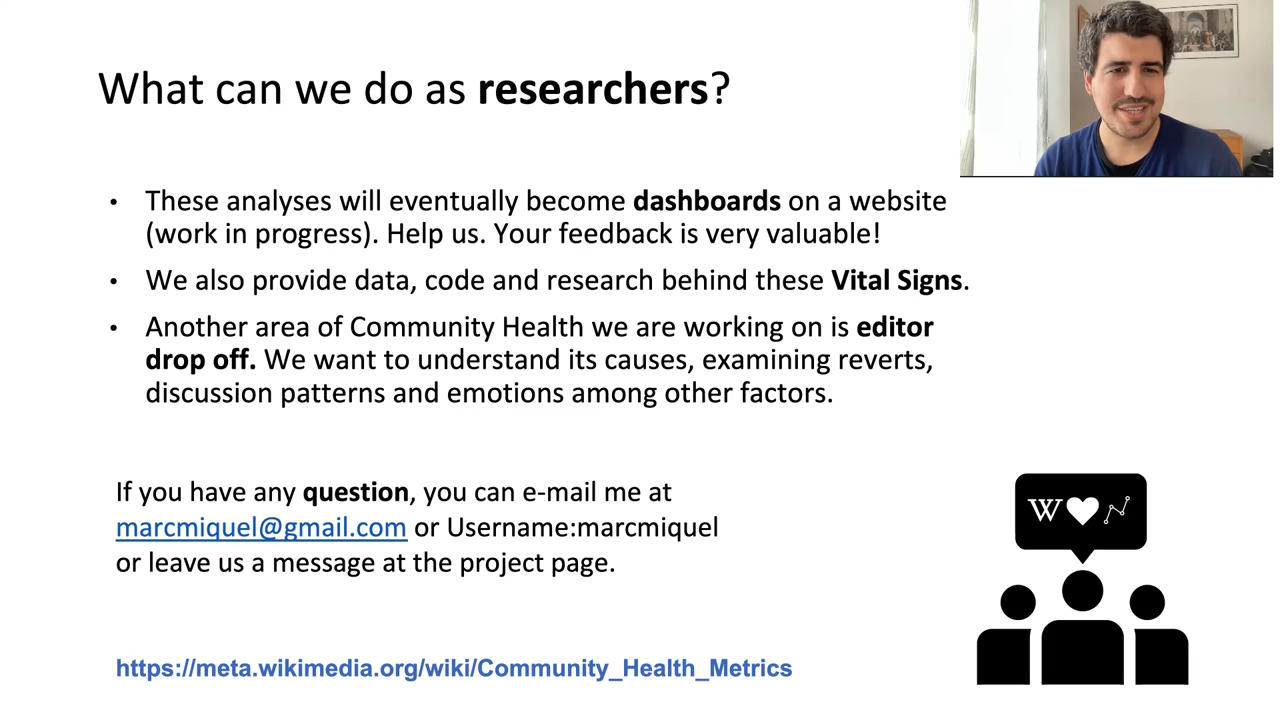 What can we do as researchers?
• These analyses will eventually become dashboards on a website
(work in progress). Help us. Your feedback is very valuable!
• We also provide data, code and research behind these Vital Signs.
• Another area of Community Health we are working on is editor
drop off. We want to understand its causes, examining reverts,
discussion patterns and emotions among other factors.
If you have any question, you can e-mail me at
marcmiquel@gmail.com or Username:marcmiquel
or leave us a message at the project page.
W
https://meta.wikimedia.org/wiki/Community_Health_Metrics